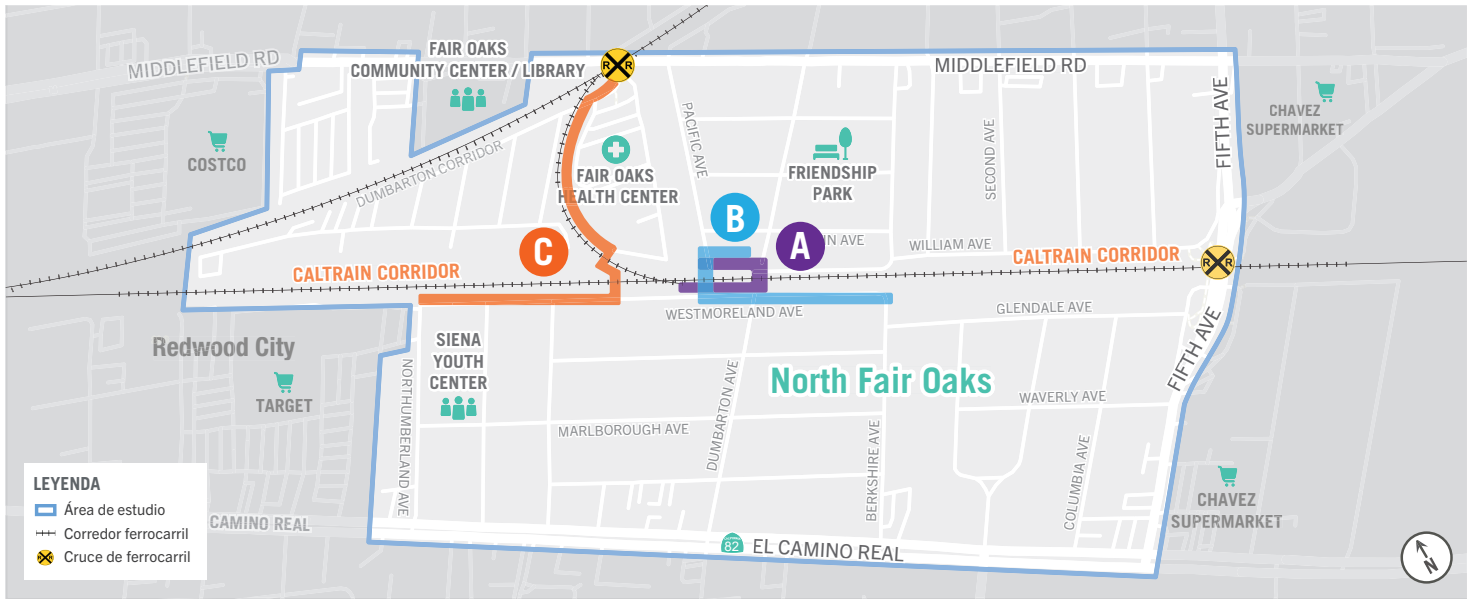 MIDDLEFIELD RD
FAIR OAKS
COMMUNITY CENTER / LIBRARY
R R
MIDDLEFIELD RD
FIFTH AVE
CHAVEZ
SUPERMARKET
COSTCO
DUMBARTON CORRIDOR
FAIR OAKS
HEALTH CENTER
PACIFIC AVE
FRIENDSHIP
PARK
SECOND AVE
B
A
C
IN AVE
WILLIAM AVE
CALTRAIN CORRIDOR
CALTRAIN CORRIDOR
R R
WESTMORELAND AVE
GLENDALE AVE
Redwood City
SIENA
YOUTH
CENTER
TARGET
NORTHUMBERLAND AVE
North Fair Oaks
FIFTH AVE
WAVERLY AVE
MARLBOROUGH AVE
DUMBARTON AVE
BERKSHIRE AVE
COLUMBIA AVE
CHAVEZ
SUPERMARKET
CAMINO REAL
82
EL CAMINO REAL
LEYENDA
Área de estudio
Corredor ferrocarril
Cruce de ferrocarril
N